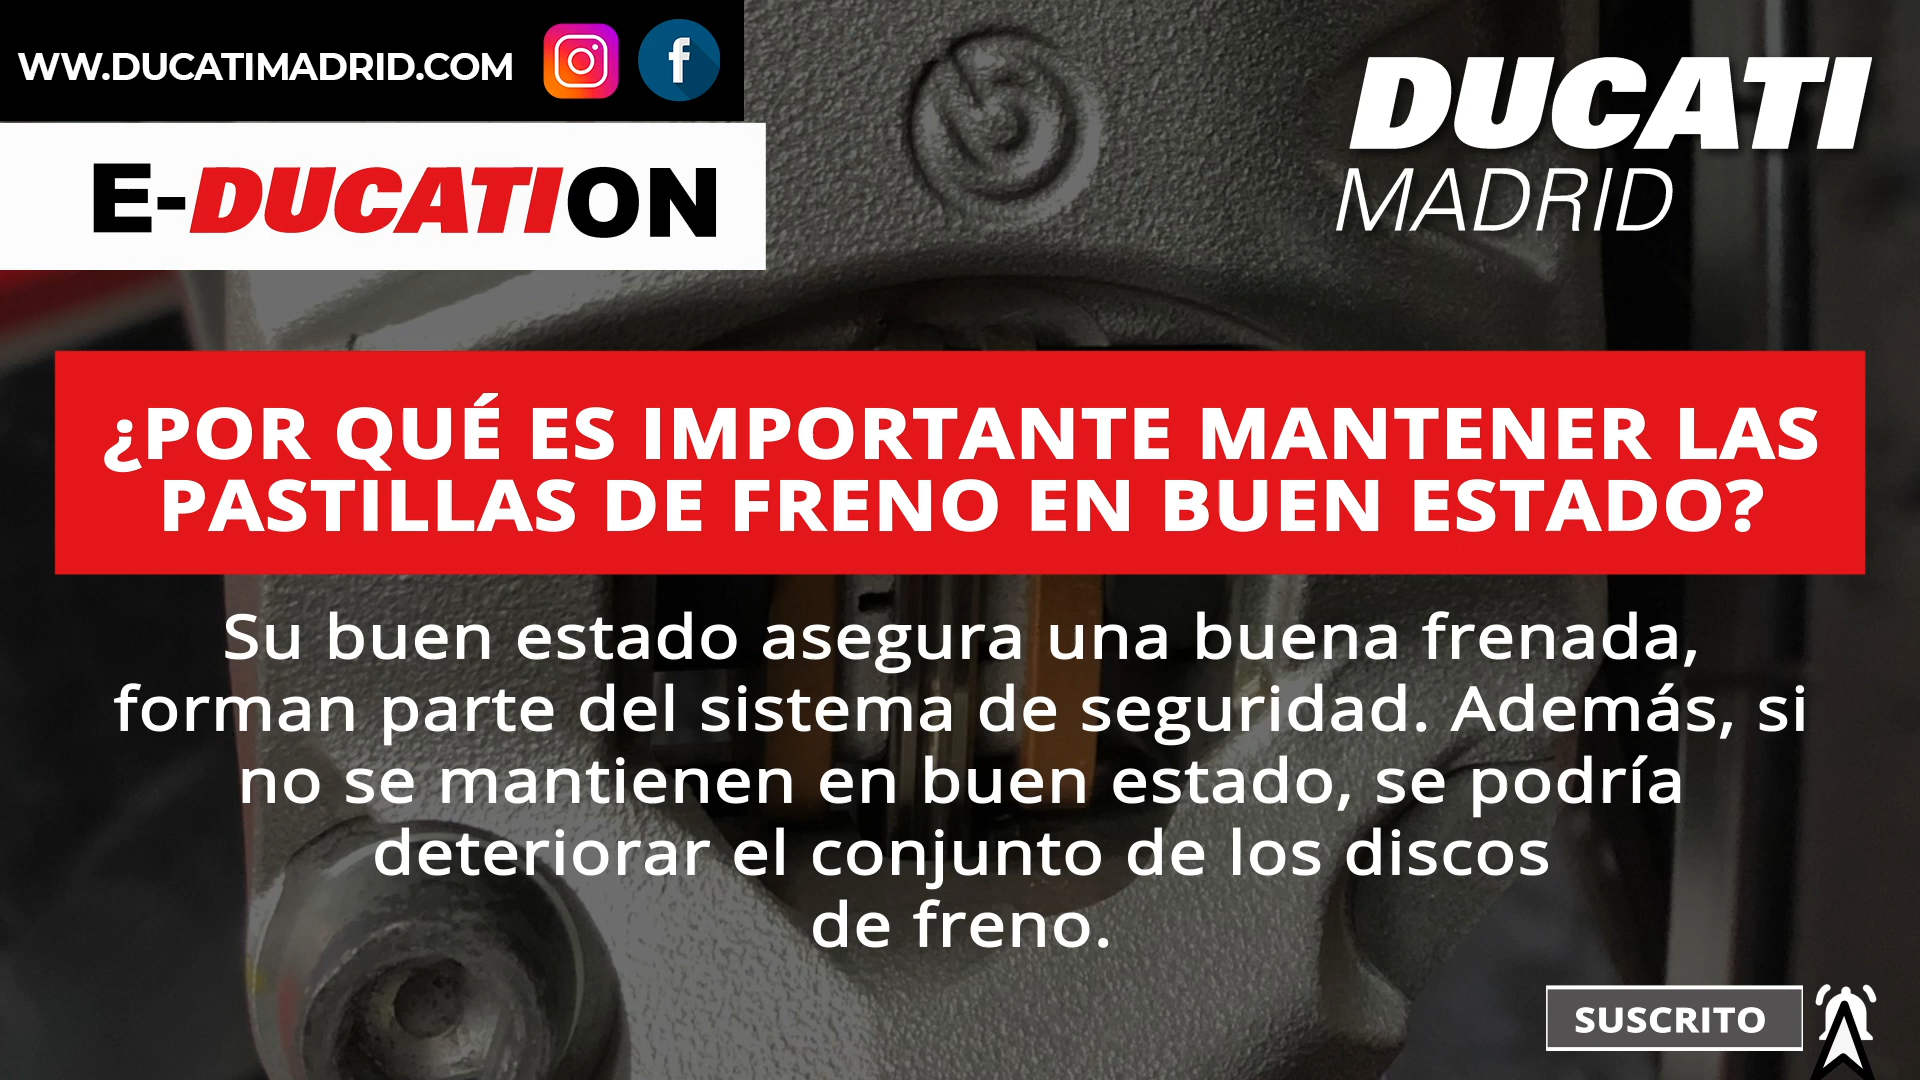 WW.DUCATIMADRID.COM
E-DUCATION
DUCATI
MADRID
¿POR QUÉ ES IMPORTANTE MANTENER LAS
PASTILLAS DE FRENO EN BUEN ESTADO?
Su buen estado asegura una buena frenada,
forman parte del sistema de seguridad. Además, si
no se mantienen en buen estado, se podría
deteriorar el conjunto de los discos
de freno.
SUSCRITO